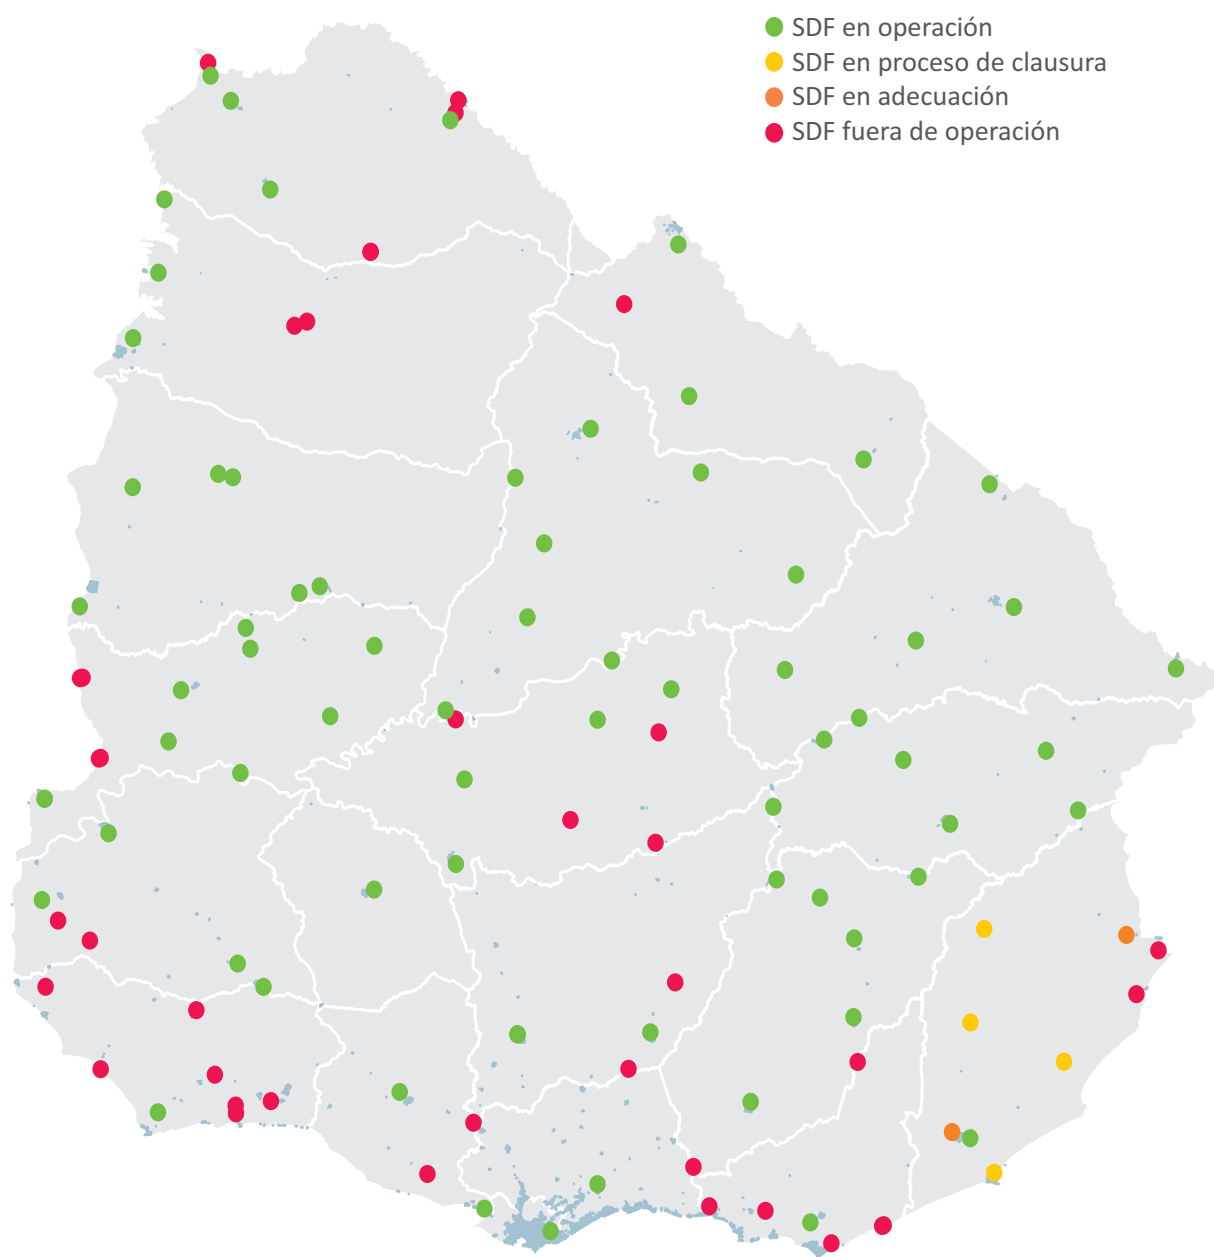 SDF en operación
SDF en proceso de clausura
SDF en adecuación
SDF fuera de operación